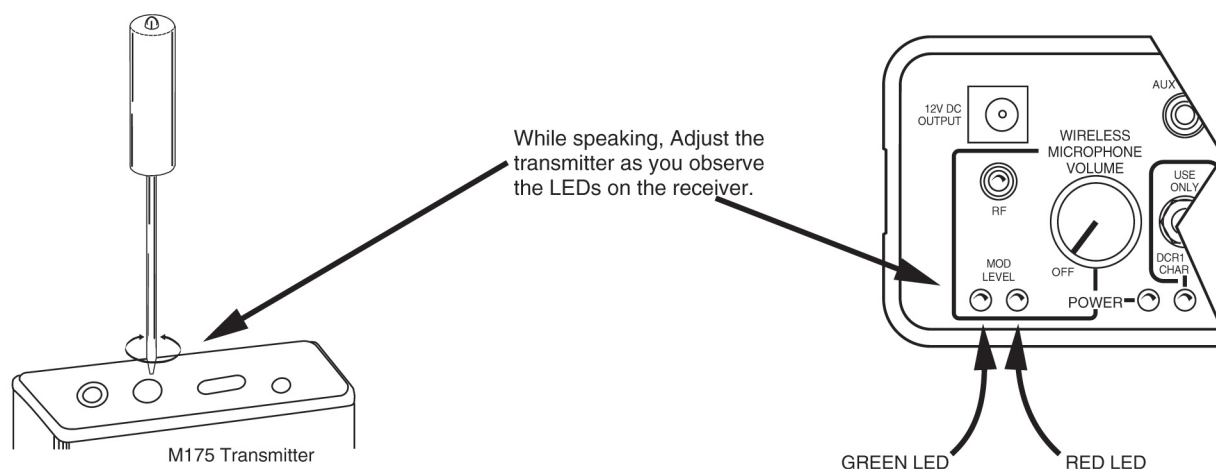 While speaking, Adjust the
transmitter as you observe
the LEDs on the receiver.
M175 Transmitter
12V DC
OUTPUT
AUX
WIRELESS
MICROPHONE
VOLUME
USE
ONLY
RF
MOD
LEVEL
OFF
DCR1
CHAR
POWER
GREEN LED
RED LED